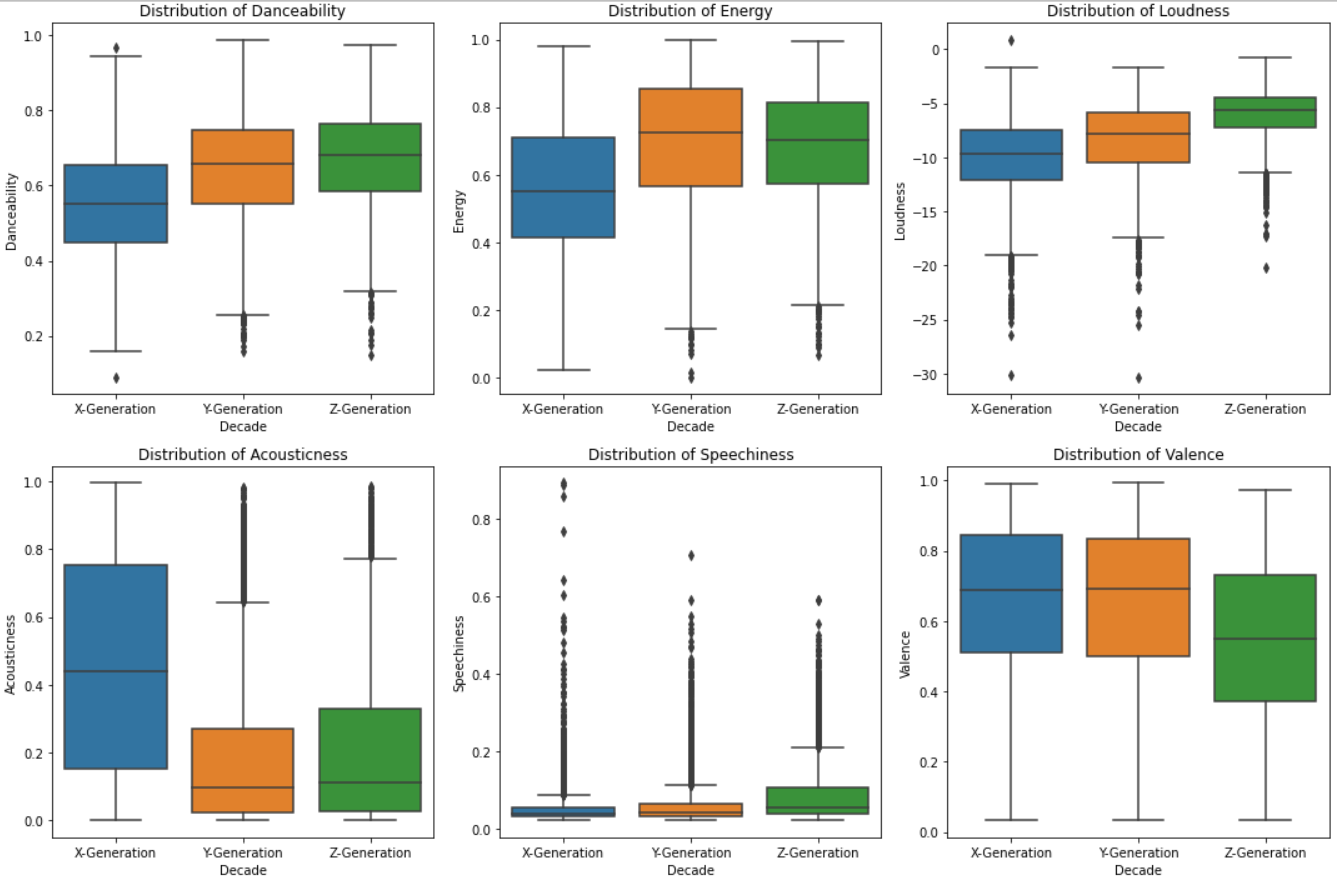 Distribution of Danceability
Danceability
1.0
0.8
0.6
0.4
0.2
X-Generation Y-Generation Z-Generation
Decade
Distribution of Energy
Energy
1.0
0.8
0.6
0.4
0.2
0.0
X-Generation Y-Generation Z-Generation
Decade
Distribution of Loudness
Loudness
0
−5
−10
−15
−20
−25
−30
X-Generation Y-Generation Z-Generation
Decade
Distribution of Acousticness
Acousticness
1.0
0.8
0.6
0.4
0.2
0.0
X-Generation Y-Generation Z-Generation
Decade
Distribution of Speechiness
Speechiness
0.8
0.6
0.4
0.2
0.0
X-Generation Y-Generation Z-Generation
Decade
Distribution of Valence
Valence
1.0
0.8
0.6
0.4
0.2
0.0
X-Generation Y-Generation Z-Generation
Decade